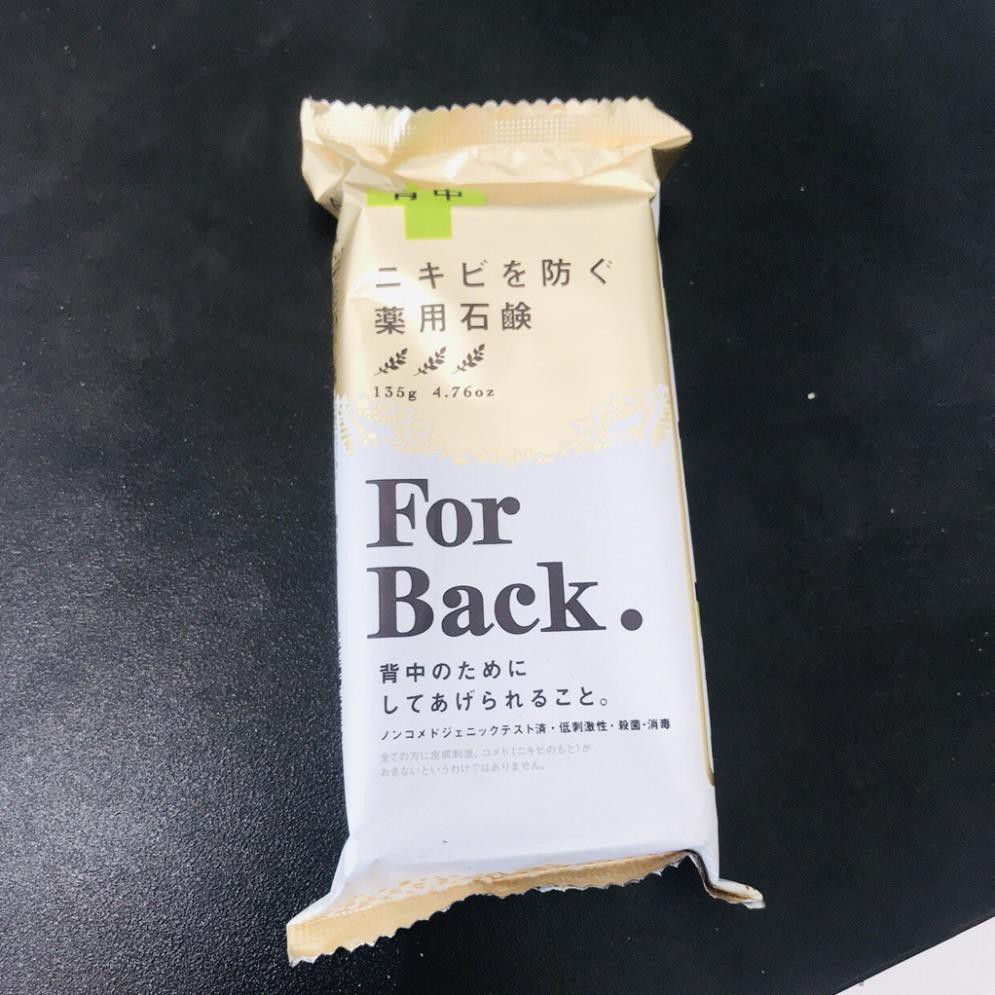 背中
ニキビを防ぐ
薬用石鹸
135g 4.76oz
For
Back.
背中のために
してあげられること。
ノンコメドジェニックテスト済・低刺激性・殺菌・消毒
全ての方に皮膚刺激、コメド(ニキビのもと)が
おきないというわけではありません。